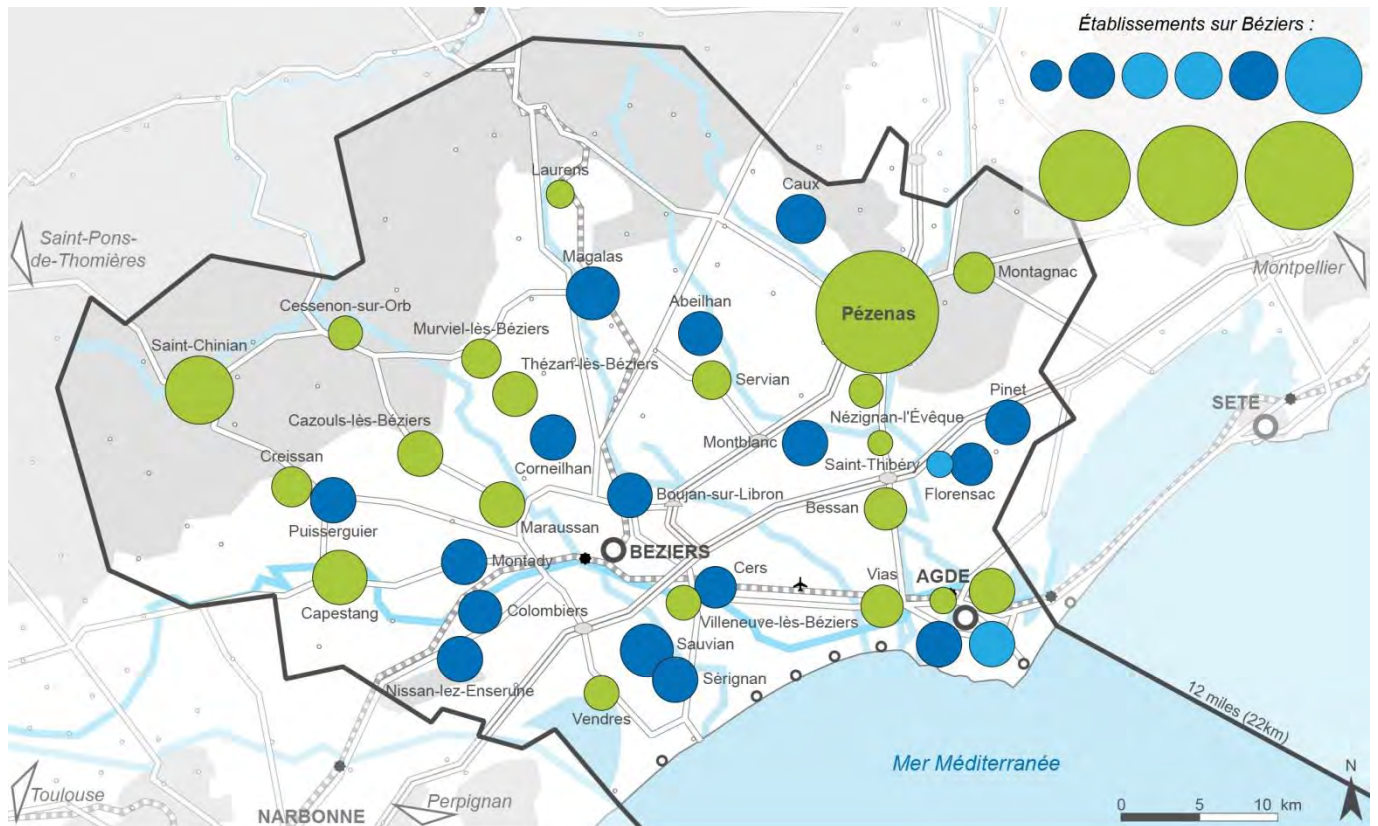 Établissements sur Béziers :
Laurens
Caux
Saint-Pons-
de-Thomières
Magalas
Montagnac
Montpellier
Cessenon-sur-Orb
Abeilhan
Murviel-lès-Béziers
Pézenas
Saint-Chinian
Thézan-lès-Béziers
Servian
Pinet
SETE
Cazouls-lès-Béziers
Nézignan-l'Évêque
Montblanc
Creissan
Corneilhan
Saint-Thibéry
Florensac
Boujan-sur-Libron
Bessan
Puisserguier
Maraussan
BEZIERS
Montady
Cers
Vias
AGDE
Capestang
Colombiers
Villeneuve-lès-Béziers
Sauvian
Sérignan
Nissan-lez-Enserune
12 miles (22km)
Vendres
Mer Méditerranée
N
Toulouse
Perpignan
NARBONNE
0 5 10 km